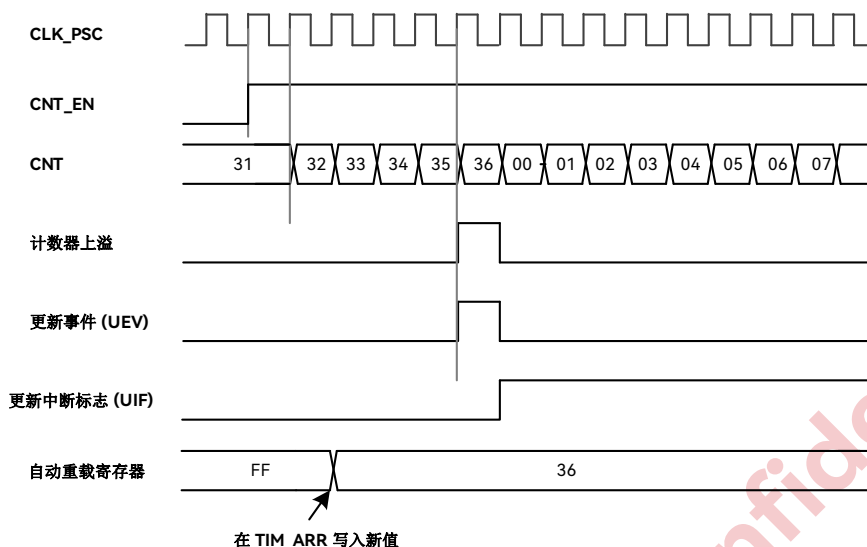 CLK_PSC
CNT_EN
CNT 31 32 33 34 35 36 00 01 02 03 04 05 06 07
计数器上溢
更新事件 (UEV)
更新中断标志 (UIF)
自动重载寄存器 FF 36
在 TIM_ARR 写入新值